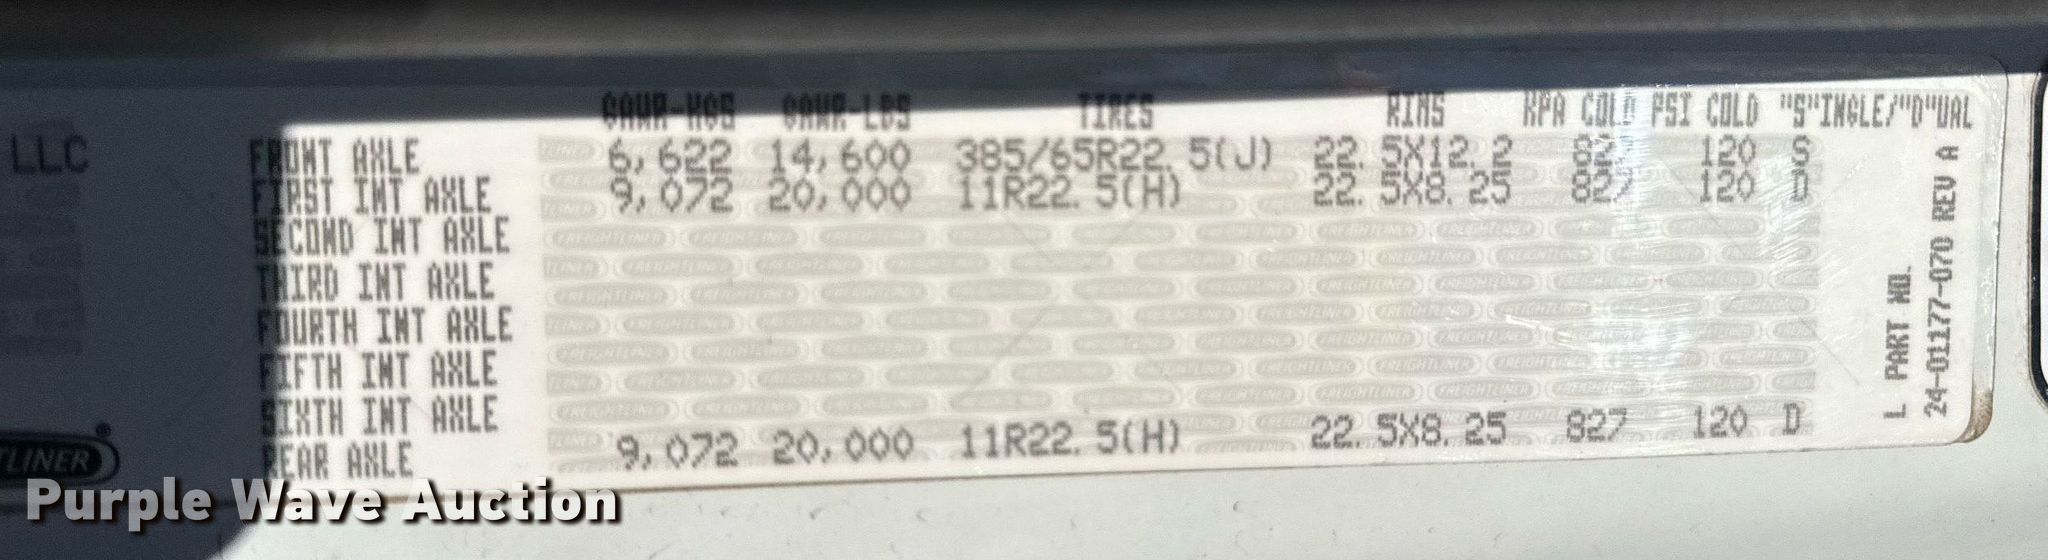 LLC
GAWR-KGS GAWR-LBS TIRES RIMS KPA COLD PSI COLD "S"INGLE/"D"UAL
FRONT AXLE 6,622 14,600 385/65R22.5(J) 22.5X12.2 827 120 S
FIRST INT AXLE 9,072 20,000 11R22.5(H) 22.5X8.25 827 120 D
SECOND INT AXLE
THIRD INT AXLE
FOURTH INT AXLE
FIFTH INT AXLE
SIXTH INT AXLE
REAR AXLE 9,072 20,000 11R22.5(H) 22.5X8.25 827 120 D
L PART NO.
24-01177-070 REV A
TLINER®
Purple Wave Auction